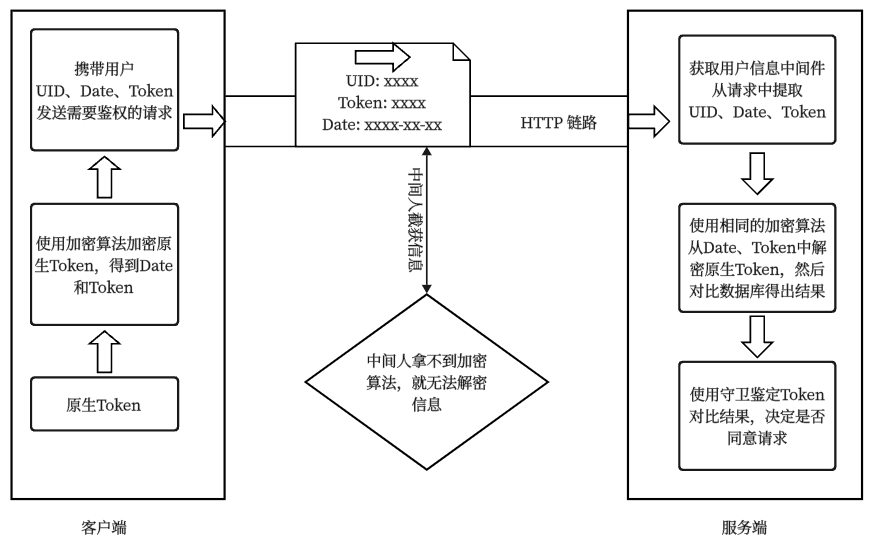 携带用户
UID、Date、Token
发送需要鉴权的请求
使用加密算法加密原
生Token，得到Date
和Token
原生Token
客户端
UID: xxxx
Token: xxxx
Date: xxxx-xx-xx
HTTP 链路
中间人截获信息
中间人拿不到加密
算法，就无法解密
信息
获取用户信息中间件
从请求中提取
UID、Date、Token
使用相同的加密算法
从Date、Token中解
密原生Token，然后
对比数据库得出结果
使用守卫鉴定Token
对比结果，决定是否
同意请求
服务端